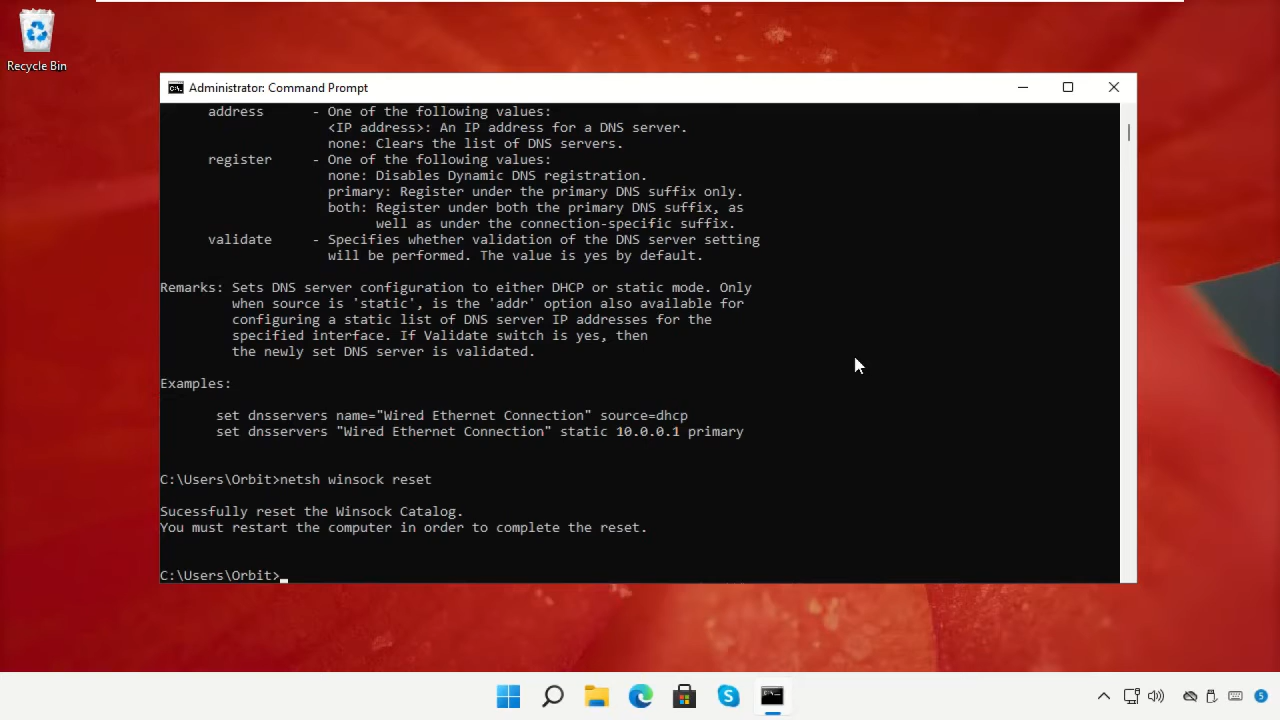 Recycle Bin
Administrator: Command Prompt
address - One of the following values:
<IP address>: An IP address for a DNS server.
none: Clears the list of DNS servers.
register - One of the following values:
none: Disables Dynamic DNS registration.
primary: Register under the primary DNS suffix only.
both: Register under both the primary DNS suffix, as
well as under the connection-specific suffix.
validate - Specifies whether validation of the DNS server setting
will be performed. The value is yes by default.
Remarks: Sets DNS server configuration to either DHCP or static mode. Only
when source is 'static', is the 'addr' option also available for
configuring a static list of DNS server IP addresses for the
specified interface. If Validate switch is yes, then
the newly set DNS server is validated.
Examples:
set dnsservers name="Wired Ethernet Connection" source=dhcp
set dnsservers "Wired Ethernet Connection" static 10.0.0.1 primary
C:\Users\Orbit>netsh winsock reset
Sucessfully reset the Winsock Catalog.
You must restart the computer in order to complete the reset.
C:\Users\Orbit>
5